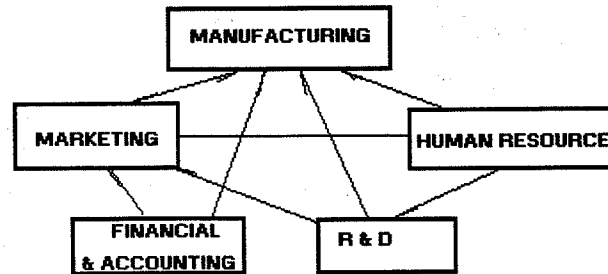 MANUFACTURING
MARKETING
HUMAN RESOURCE
FINANCIAL
& ACCOUNTING
R & D